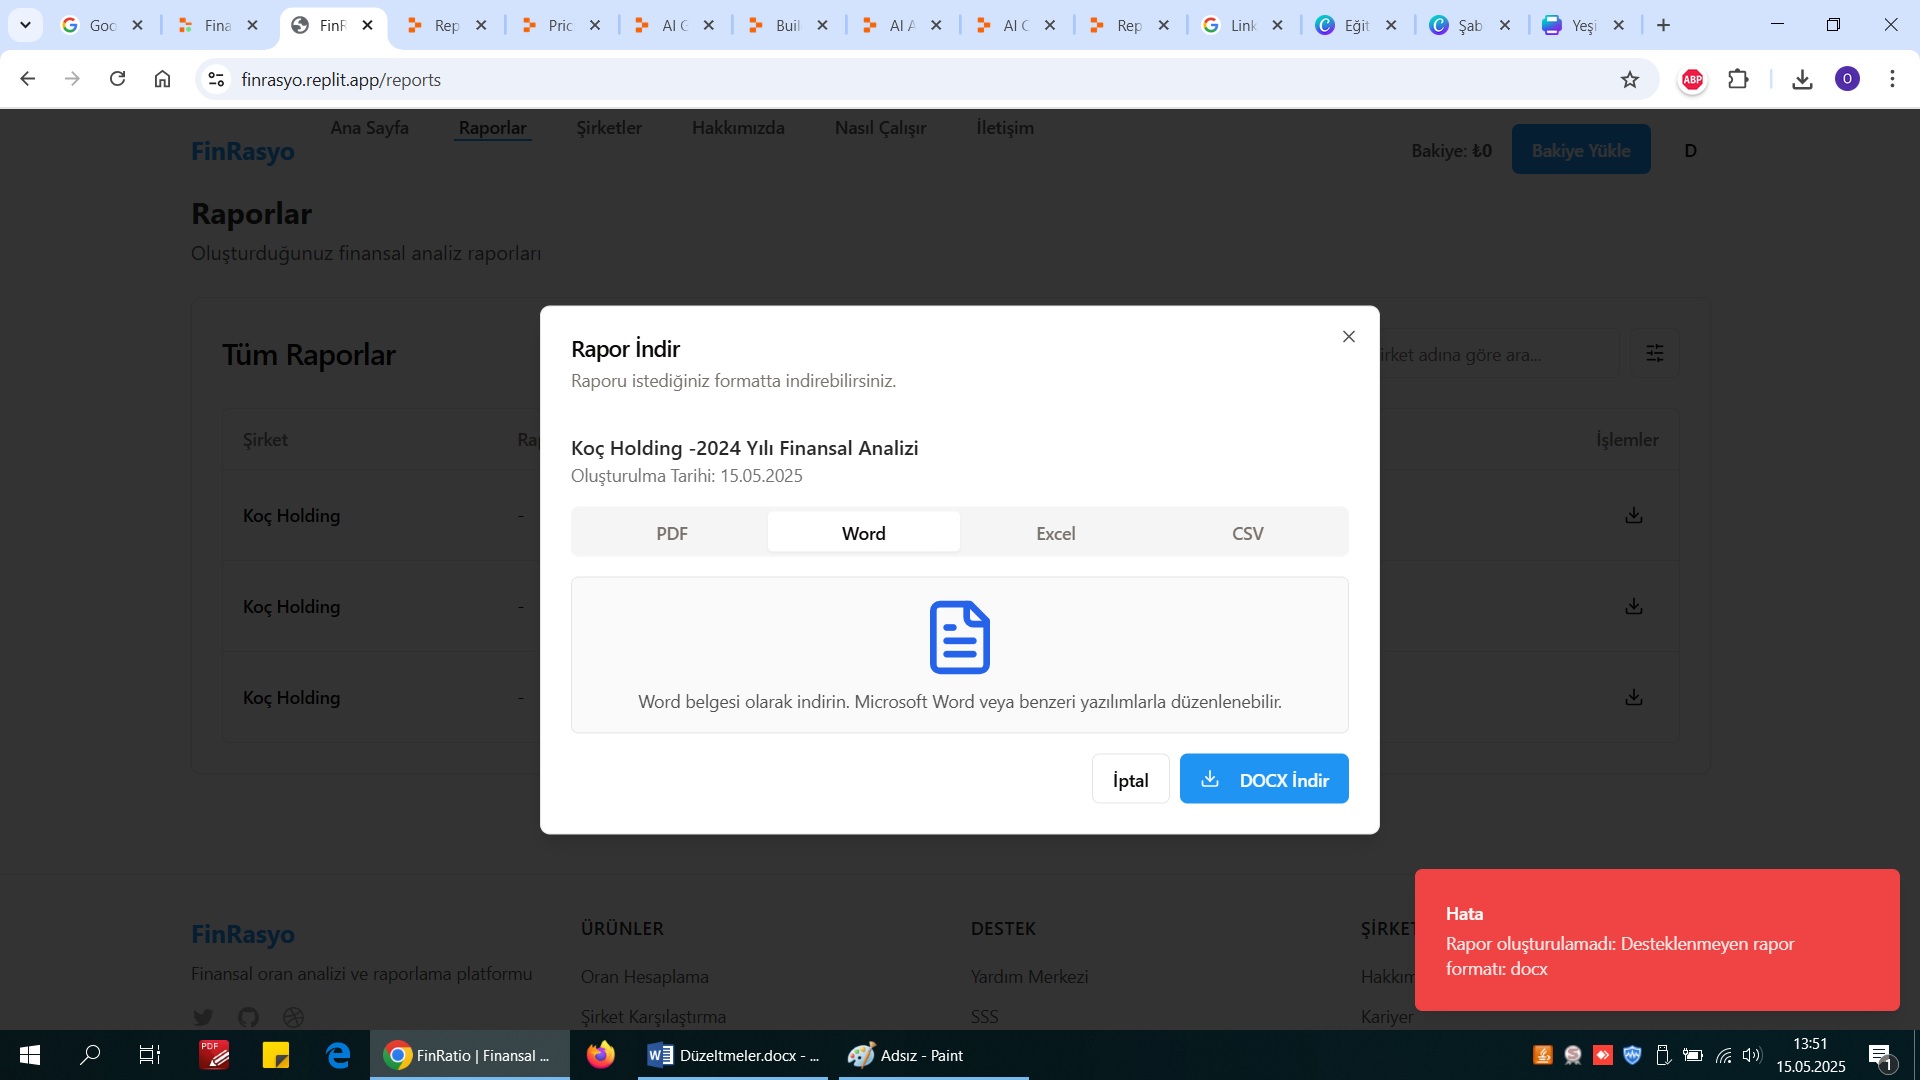 Goo
Fina
FinR
Rep
Pric
AI G
Buil
AI A
AI C
Rep
Link
Eğit
Şab
Yeşi
finrasyo.replit.app/reports
ABP
O
FinRasyo
Ana Sayfa
Raporlar
Şirketler
Hakkımızda
Nasıl Çalışır
İletişim
Bakiye: ₺0
Bakiye Yükle
D
Raporlar
Oluşturduğunuz finansal analiz raporları
Tüm Raporlar
irket adına göre ara...
Şirket
Rap
İşlemler
Koç Holding -
Koç Holding -
Koç Holding -
Rapor İndir
Raporu istediğiniz formatta indirebilirsiniz.
Koç Holding -2024 Yılı Finansal Analizi
Oluşturulma Tarihi: 15.05.2025
PDF
Word
Excel
CSV
Word belgesi olarak indirin. Microsoft Word veya benzeri yazılımlarla düzenlenebilir.
İptal
DOCX İndir
Hata
Rapor oluşturulamadı: Desteklenmeyen rapor
formatı: docx
FinRasyo
Finansal oran analizi ve raporlama platformu
ÜRÜNLER
Oran Hesaplama
Şirket Karşılaştırma
DESTEK
Yardım Merkezi
SSS
ŞİRKET
Hakkım
Kariyer
PDF
FinRatio | Finansal ...
Düzeltmeler.docx - ...
Adsız - Paint
13:51
15.05.2025
1